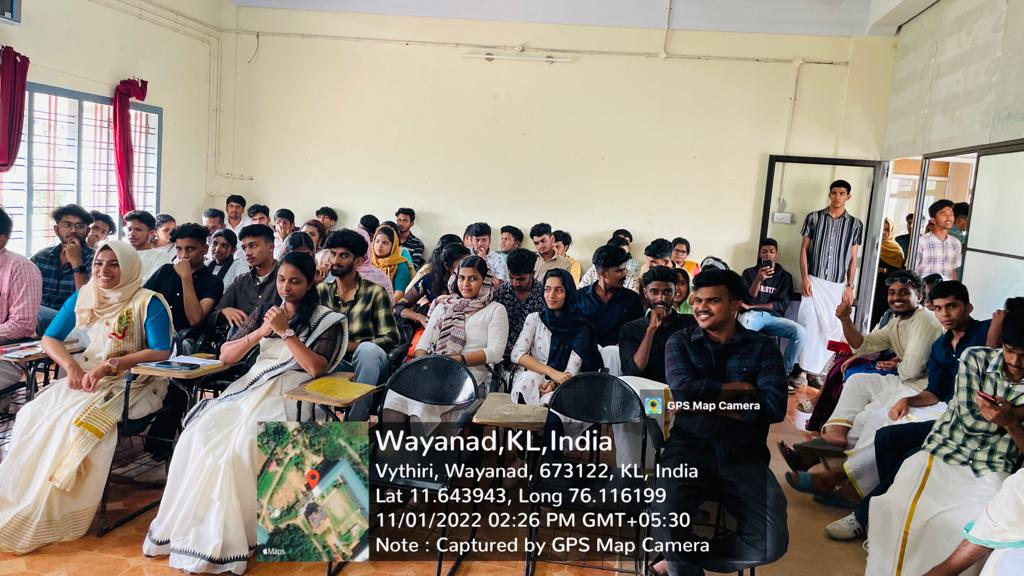 GPS Map Camera
Wayanad,KL,India
Vythiri, Wayanad, 673122, KL, India
Lat 11.643943, Long 76.116199
11/01/2022 02:26 PM GMT+05:30
Note : Captured by GPS Map Camera
Maps